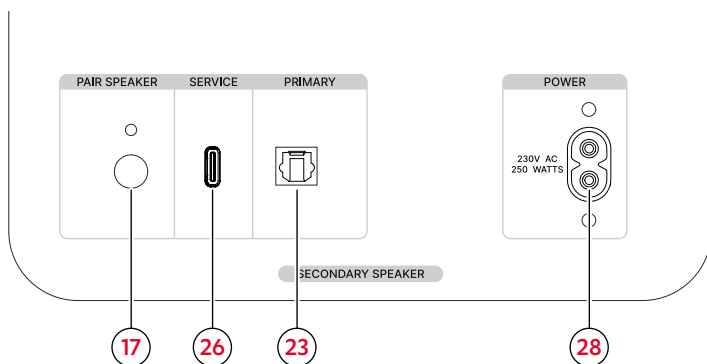 PAIR SPEAKER SERVICE PRIMARY POWER
230V AC
250 WATTS
SECONDARY SPEAKER
17 26 23 28